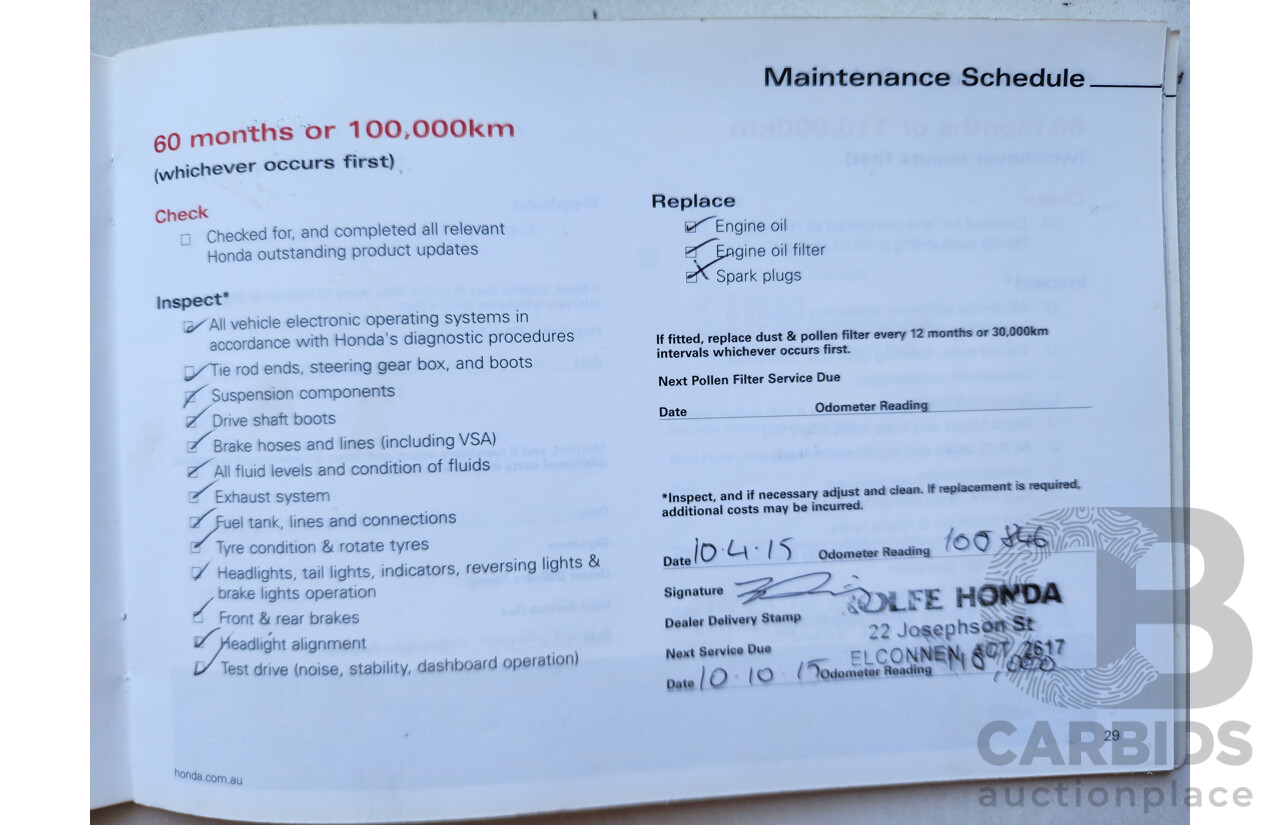 Maintenance Schedule
60 months or 100,000km
(whichever occurs first)
Check
Checked for, and completed all relevant
Honda outstanding product updates
Inspect*
All vehicle electronic operating systems in
accordance with Honda's diagnostic procedures
Tie rod ends, steering gear box, and boots
Suspension components
Drive shaft boots
Brake hoses and lines (including VSA)
All fluid levels and condition of fluids
Exhaust system
Fuel tank, lines and connections
Tyre condition & rotate tyres
Headlights, tail lights, indicators, reversing lights &
brake lights operation
Front & rear brakes
Headlight alignment
Test drive (noise, stability, dashboard operation)
honda.com.au
Replace
Engine oil
Engine oil filter
Spark plugs
If fitted, replace dust & pollen filter every 12 months or 30,000km
intervals whichever occurs first.
Next Pollen Filter Service Due
Date Odometer Reading
*Inspect, and if necessary adjust and clean. If replacement is required,
additional costs may be incurred.
Date 10.4.15 Odometer Reading 100 846
Signature
Dealer Delivery Stamp
HONDA
22 Josephson St
ELCONNEN ACT 2617
Next Service Due
Date 10.10.15 Odometer Reading 110,000
29
CARBIDS
auctionplace